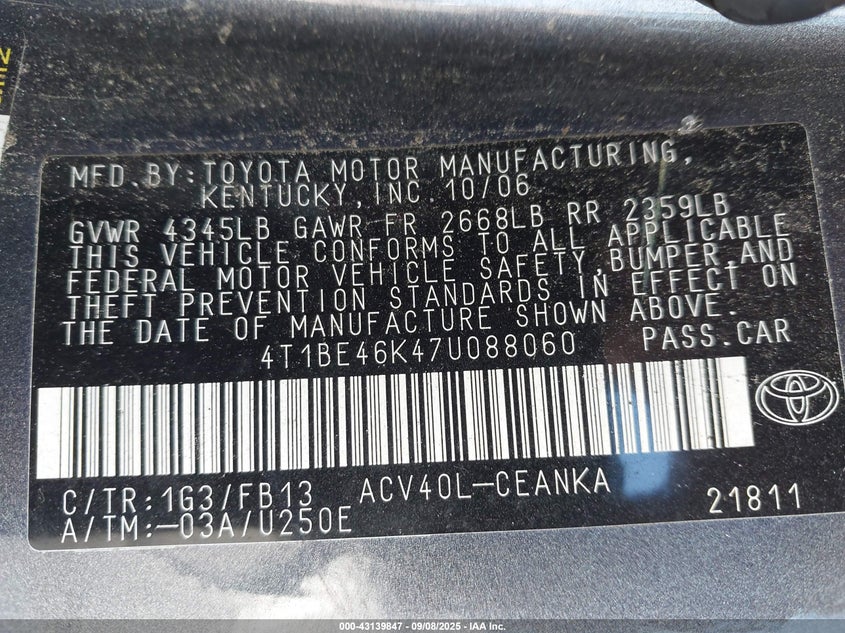 MFD.BY:TOYOTA MOTOR MANUFACTURING,
KENTUCKY,INC.10/06
GVWR 4345LB GAWR FR 2668LB RR 2359LB
THIS VEHICLE CONFORMS TO ALL APPLICABLE
FEDERAL MOTOR VEHICLE SAFETY,BUMPER,AND
THEFT PREVENTION STANDARDS IN EFFECT ON
THE DATE OF MANUFACTURE SHOWN ABOVE.
4T1BE46K47U088060 PASS.CAR
C/TR:1G3/FB13 ACV40L-CEANKA
A/TM:-03A/U250E 21811
000-43139847 - 09/08/2025 - IAA Inc.